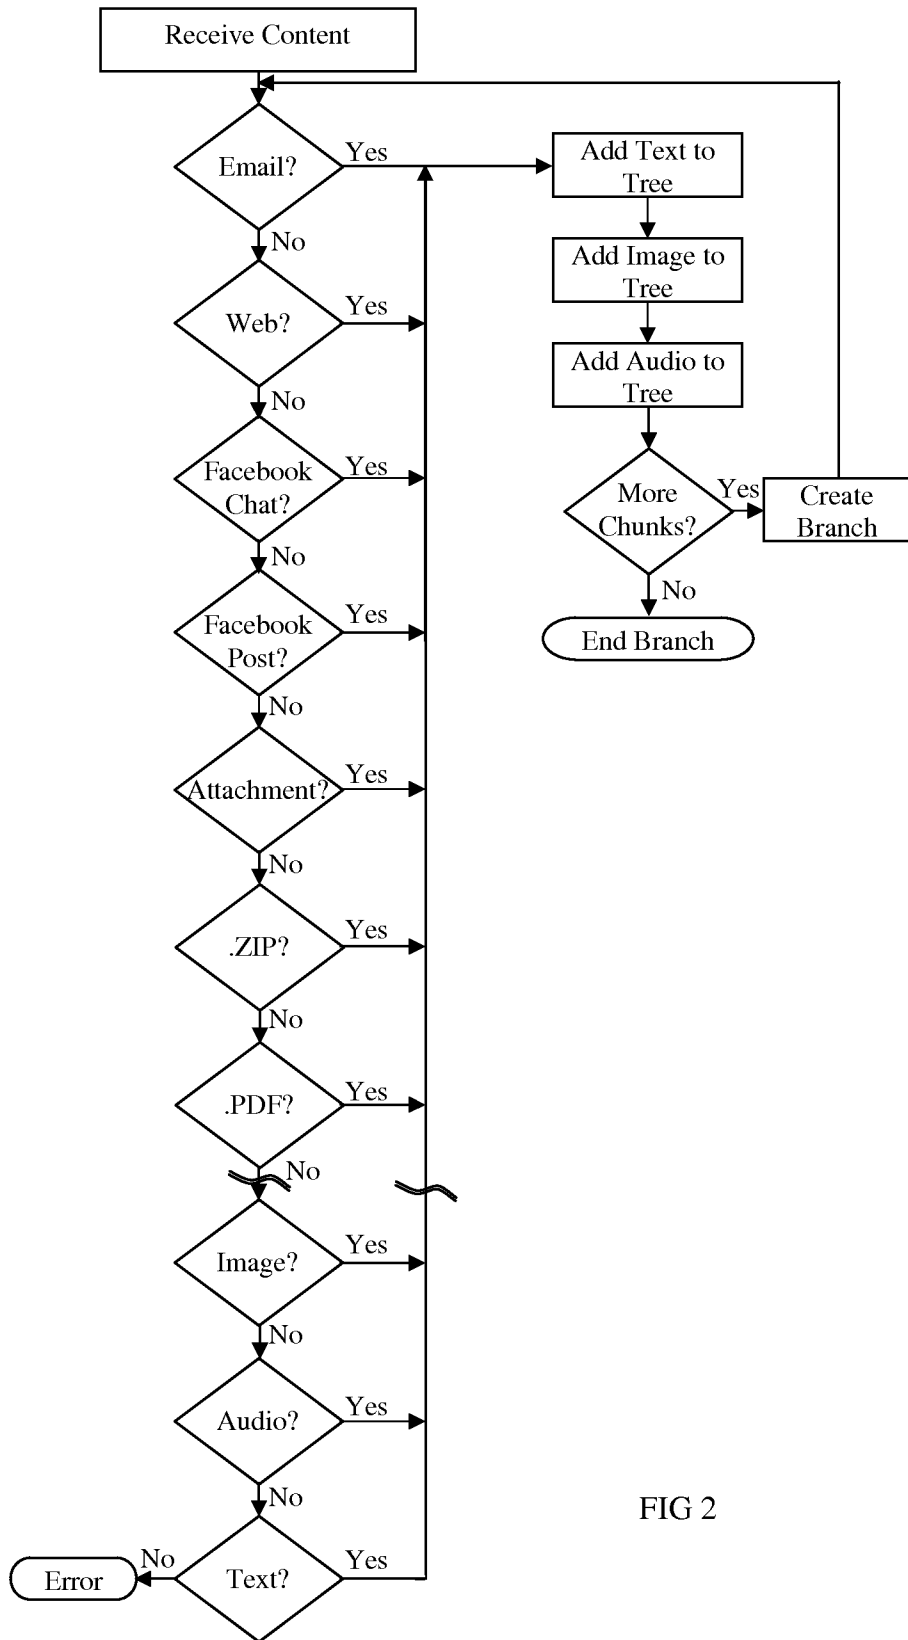 Receive Content
Email?
Yes
No
Web?
Yes
No
Facebook
Chat?
Yes
No
Facebook
Post?
Yes
No
Attachment?
Yes
No
.ZIP?
Yes
No
.PDF?
Yes
No
Image?
Yes
No
Audio?
Yes
No
Text?
Yes
No
Error
Add Text to
Tree
Add Image to
Tree
Add Audio to
Tree
More
Chunks?
Yes
Create
Branch
No
End Branch
FIG 2